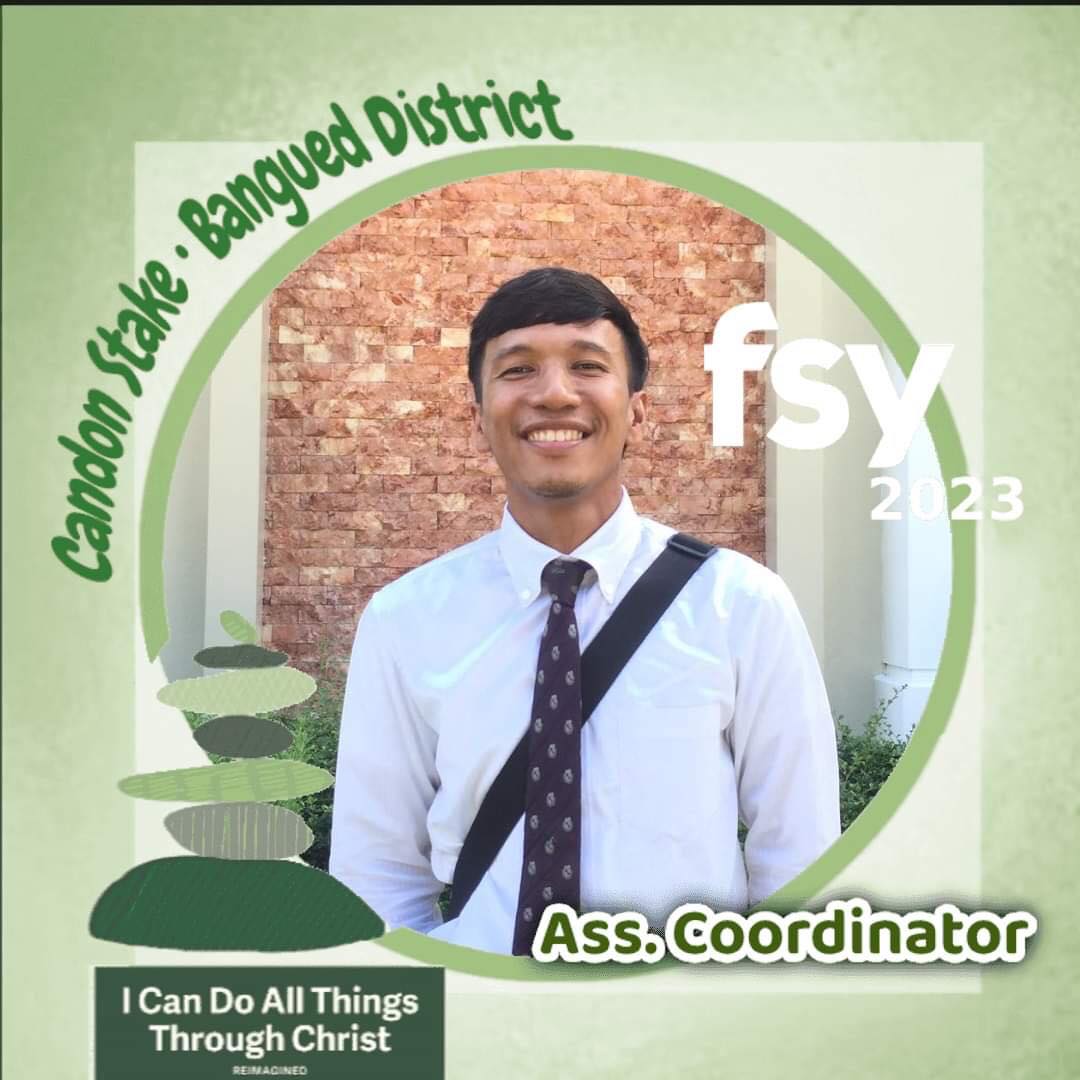 Candon Stake · Bangued District
fsy
2023
Ass. Coordinator
I Can Do All Things
Through Christ
REIMAGINED